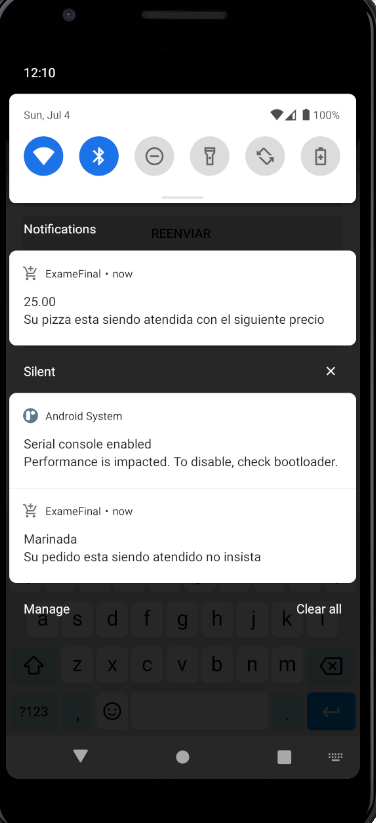 12:10
Sun, Jul 4
100%
Notifications
REENVIAR
ExameFinal • now
25.00
Su pizza esta siendo atendida con el siguiente precio
Silent
Android System
Serial console enabled
Performance is impacted. To disable, check bootloader.
ExameFinal • now
Marinada
Su pedido esta siendo atendido no insista
Manage
Clear all
a s d f g h j k l
z x c v b n m
?123 , .